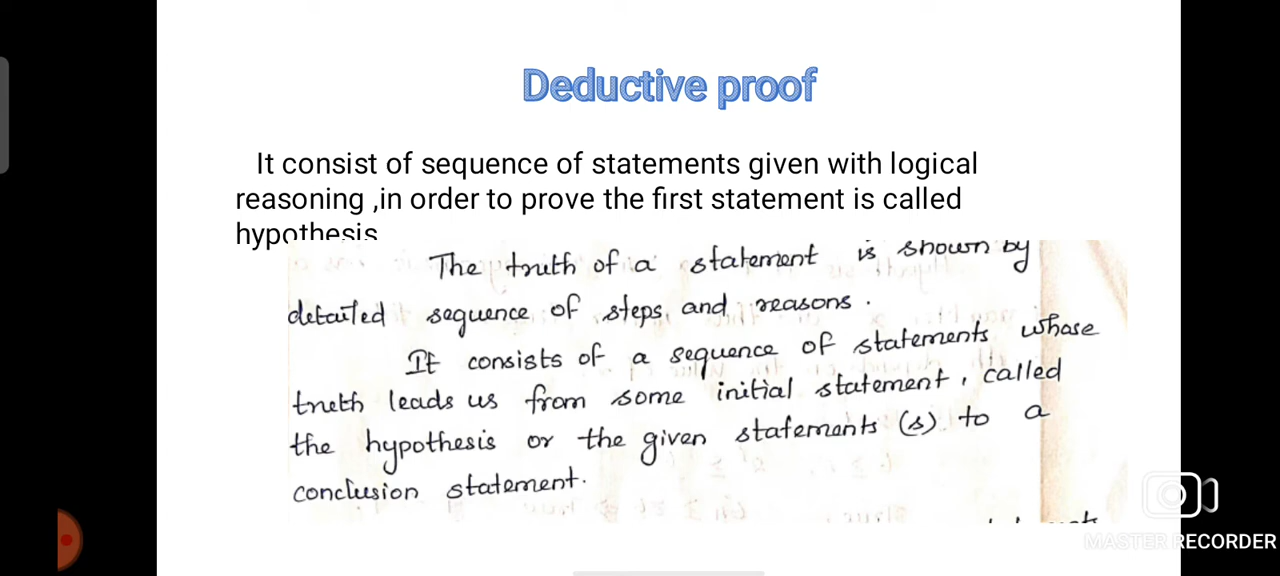 Deductive proof
It consist of sequence of statements given with logical
reasoning ,in order to prove the first statement is called
hypothesis
The truth of a statement is shown by
detailed sequence of steps and reasons.
It consists of a sequence of statements whose
truth leads us from some initial statement, called
the hypothesis or the given statements (s) to a
conclusion statement.
MASTER RECORDER